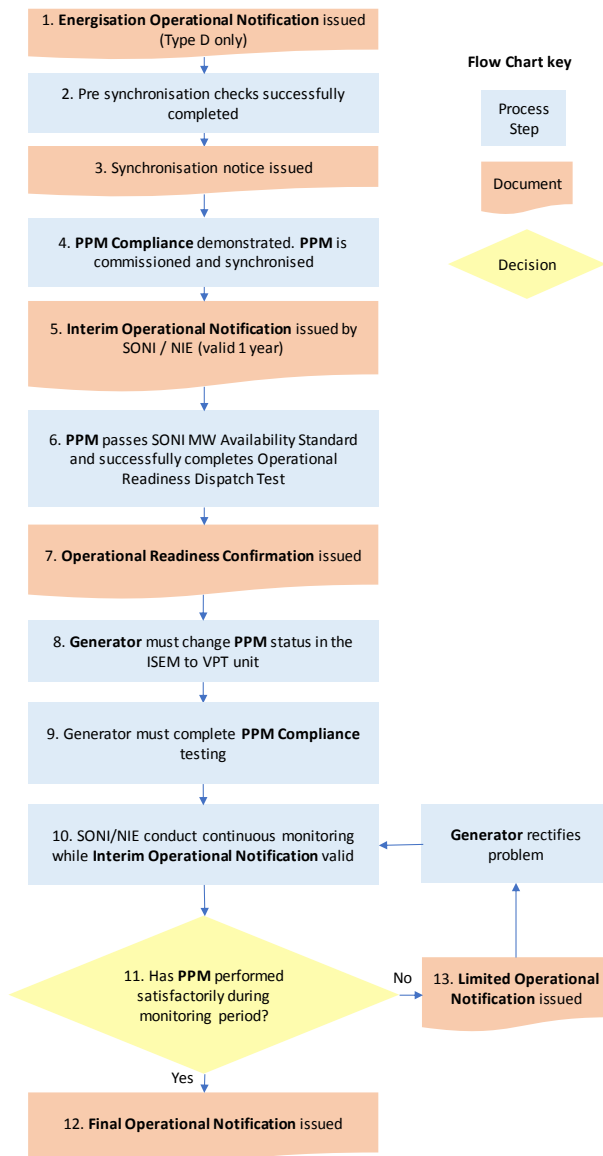 1. Energisation Operational Notification issued
(Type D only)
Flow Chart key
2. Pre synchronisation checks successfully
completed
Process
Step
3. Synchronisation notice issued
Document
4. PPM Compliance demonstrated. PPM is
commissioned and synchronised
Decision
5. Interim Operational Notification issued by
SONI / NIE (valid 1 year)
6. PPM passes SONI MW Availability Standard
and successfully completes Operational
Readiness Dispatch Test
7. Operational Readiness Confirmation issued
8. Generator must change PPM status in the
ISEM to VPT unit
9. Generator must complete PPM Compliance
testing
10. SONI/NIE conduct continuous monitoring
while Interim Operational Notification valid
Generator rectifies
problem
11. Has PPM performed
satisfactorily during
monitoring period?
No
13. Limited Operational
Notification issued
Yes
12. Final Operational Notification issued